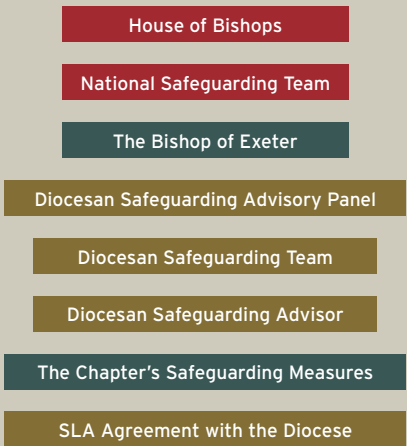 House of Bishops
National Safeguarding Team
The Bishop of Exeter
Diocesan Safeguarding Advisory Panel
Diocesan Safeguarding Team
Diocesan Safeguarding Advisor
The Chapter's Safeguarding Measures
SLA Agreement with the Diocese